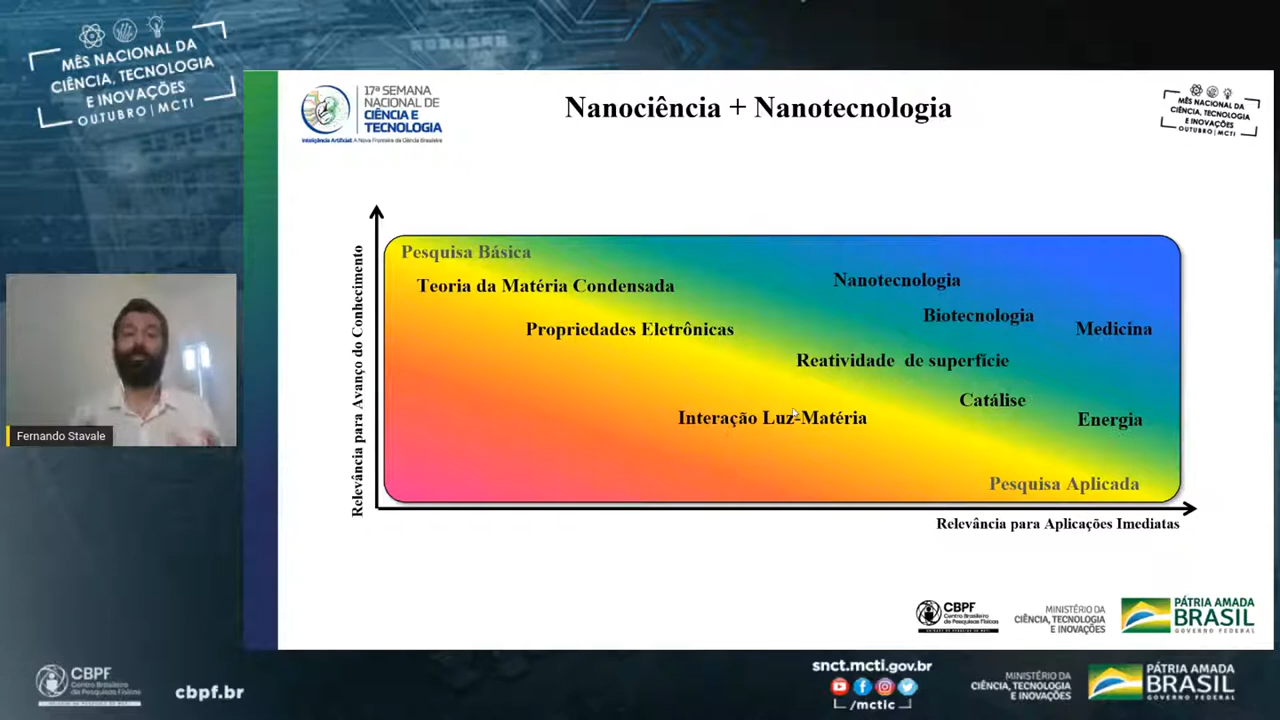 MÊS NACIONAL DA
CIÊNCIA, TECNOLOGIA
E INOVAÇÕES
OUTUBRO | MCTI
17ª SEMANA
NACIONAL DE
CIÊNCIA E
TECNOLOGIA
Inteligência Artificial: A Nova Fronteira da Ciência Brasileira
Nanociência + Nanotecnologia
MÊS NACIONAL DA
CIÊNCIA, TECNOLOGIA
E INOVAÇÕES
OUTUBRO | MCTI
Relevância para Avanço do Conhecimento
Pesquisa Básica
Teoria da Matéria Condensada
Nanotecnologia
Biotecnologia
Propriedades Eletrônicas
Medicina
Reatividade de superfície
Catálise
Interação Luz-Matéria
Energia
Pesquisa Aplicada
Relevância para Aplicações Imediatas
Fernando Stavale
CBPF
Centro Brasileiro
de Pesquisas Físicas
MINISTÉRIO DA
CIÊNCIA, TECNOLOGIA
E INOVAÇÕES
PÁTRIA AMADA
BRASIL
GOVERNO FEDERAL
CBPF
Centro Brasileiro
de Pesquisas Físicas
cbpf.br
snct.mcti.gov.br
/mctic
MINISTÉRIO DA
CIÊNCIA, TECNOLOGIA
E INOVAÇÕES
PÁTRIA AMADA
BRASIL
GOVERNO FEDERAL